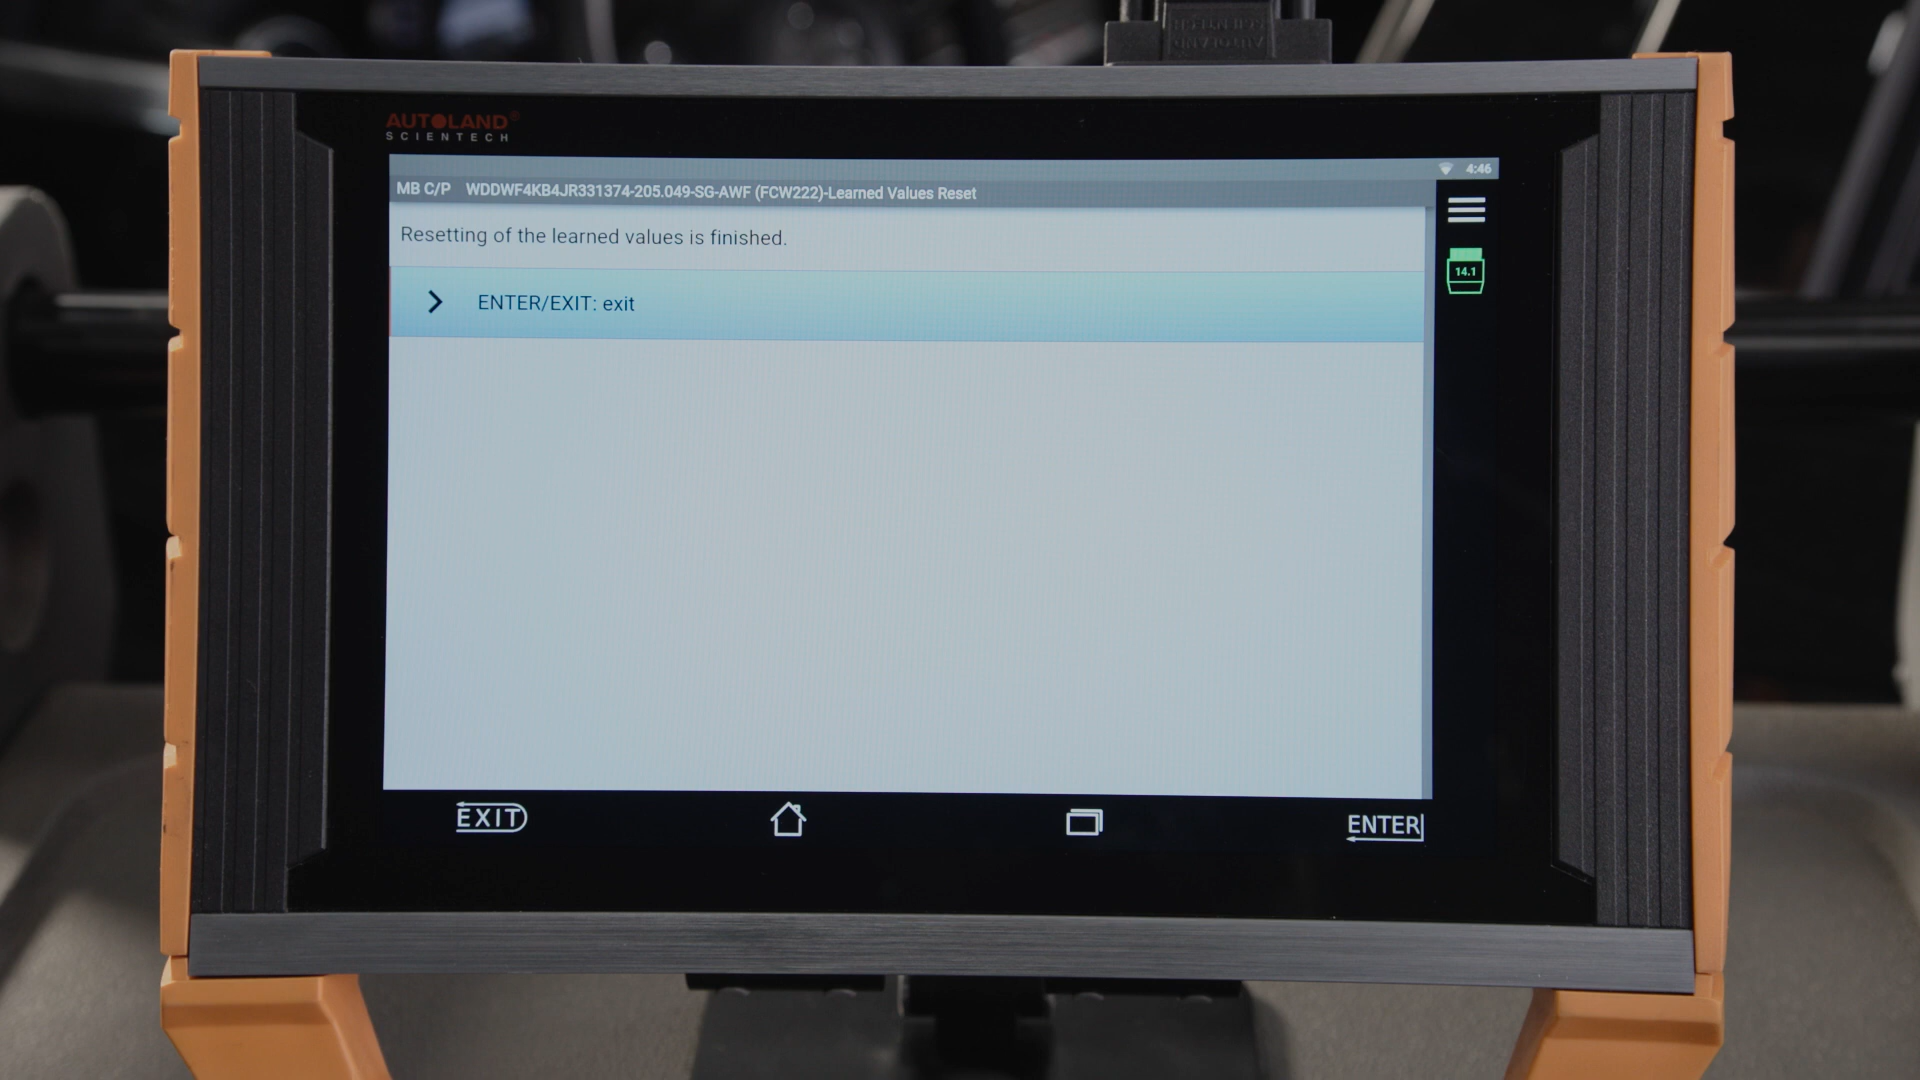 AUTOLAND®
SCIENTECH
4:46
MB C/P WDDWF4KB4JR331374-205.049-SG-AWF (FCW222)-Learned Values Reset
Resetting of the learned values is finished.
14.1
ENTER/EXIT: exit
EXIT
ENTER